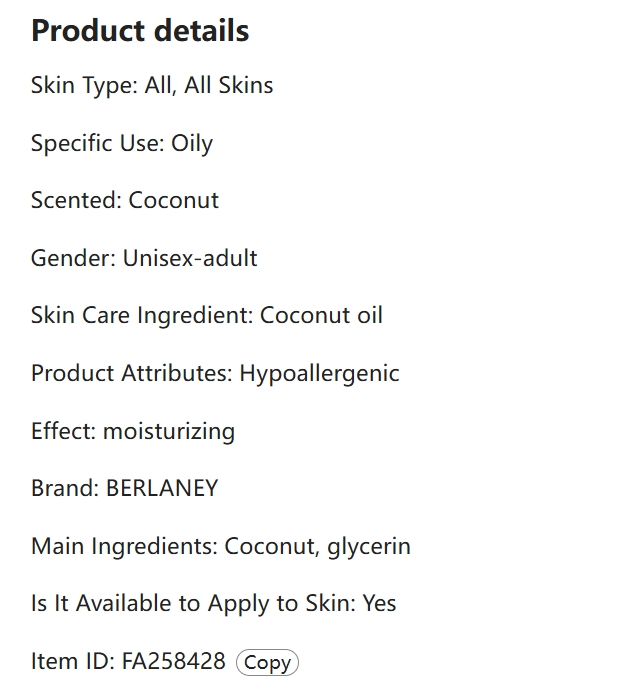 Product details
Skin Type: All, All Skins
Specific Use: Oily
Scented: Coconut
Gender: Unisex-adult
Skin Care Ingredient: Coconut oil
Product Attributes: Hypoallergenic
Effect: moisturizing
Brand: BERLANEY
Main Ingredients: Coconut, glycerin
Is It Available to Apply to Skin: Yes
Item ID: FA258428 Copy